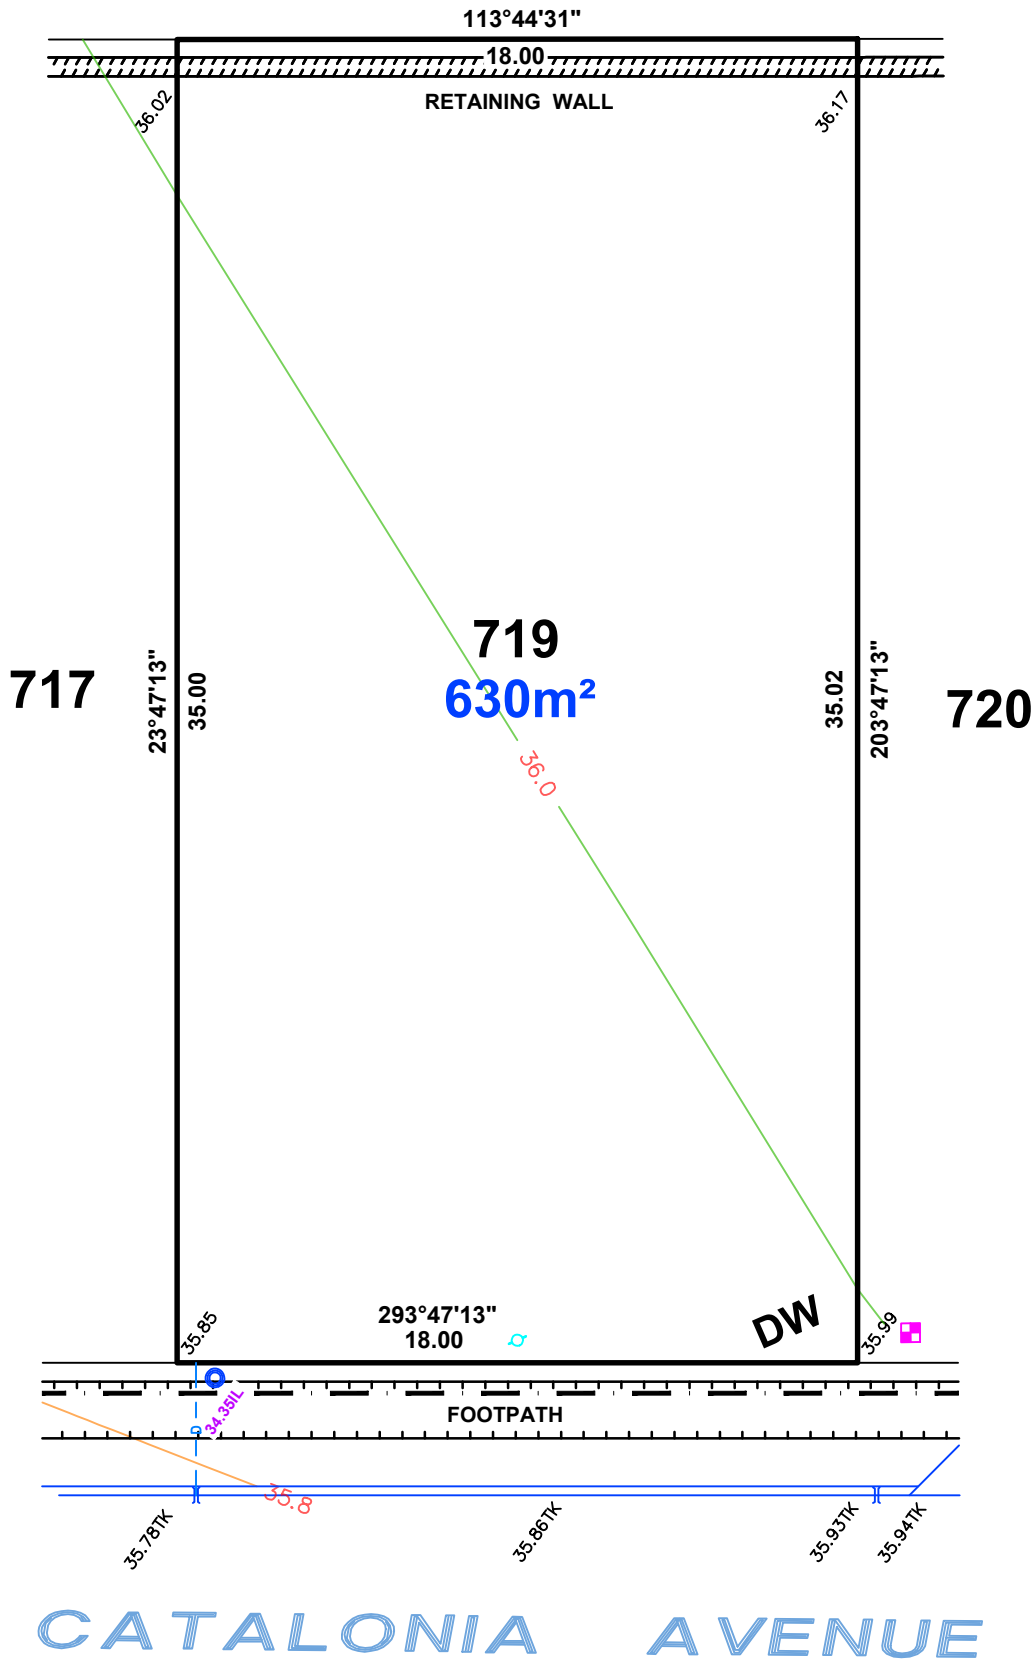 113°44'31"
18.00
RETAINING WALL
36.02
36.17
719
630m²
717
23°47'13"
35.00
35.02
203°47'13"
720
36.0
35.85
293°47'13"
18.00
DW
35.99
34.35IL
D
FOOTPATH
35.8
35.78TK
35.86TK
35.93TK
35.94TK
CATALONIA AVENUE